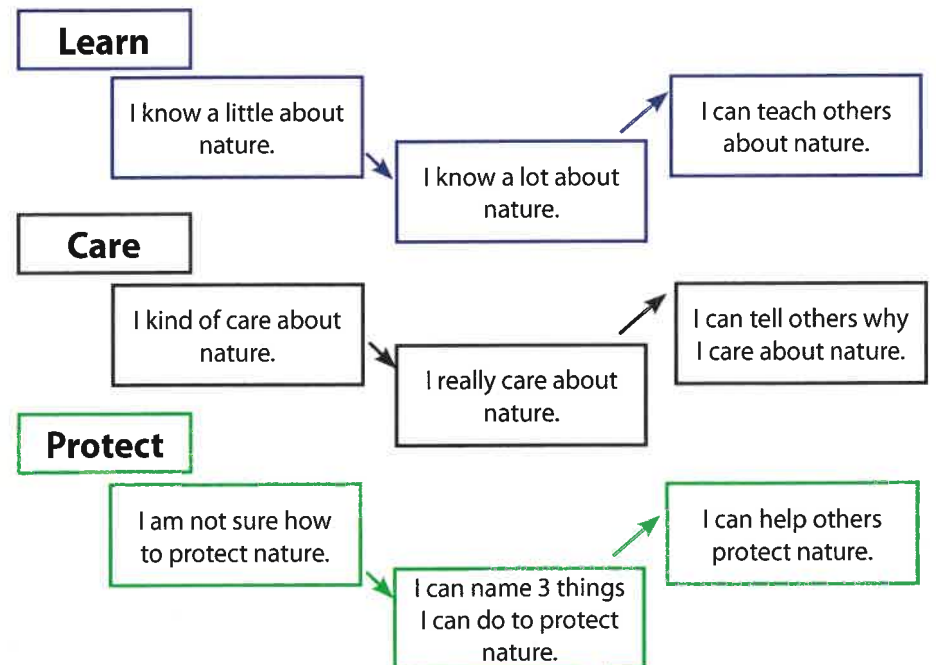 Learn
I know a little about
nature.
I know a lot about
nature.
I can teach others
about nature.
Care
I kind of care about
nature.
I really care about
nature.
I can tell others why
I care about nature.
Protect
I am not sure how
to protect nature.
I can name 3 things
I can do to protect
nature.
I can help others
protect nature.